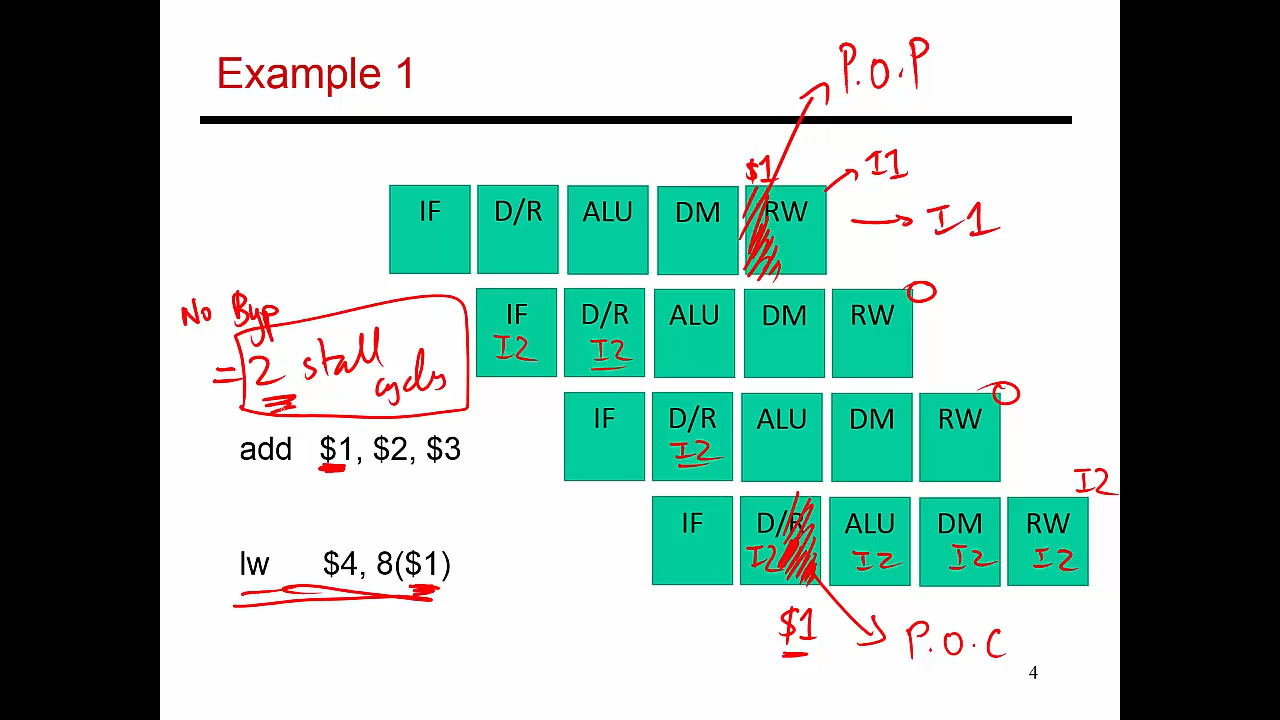 Example 1
P.O.P
$1
I1
IF D/R ALU DM RW
I1
No Byp
= 2 stall cycles
IF D/R ALU DM RW
I2 I2
IF D/R ALU DM RW
I2
add $1, $2, $3
I2
IF D/R ALU DM RW
I2 I2 I2 I2
lw $4, 8($1)
$1
P.O.C
4